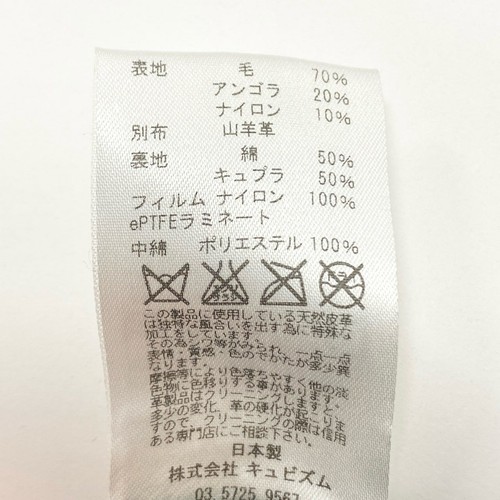 表地 毛 70%
アンゴラ 20%
ナイロン 10%
別布 山羊革
裏地 綿 50%
キュプラ 50%
フィルム ナイロン 100%
ePTFEラミネート
中綿 ポリエステル 100%
この製品に使用している天然皮革
は独特な風合いを出す為に特殊な
加工をしており、一点一点
その為シワ等がみられ
表情・質感・色のでかたが多少異
なります。
摩擦等により色落ちやすく他の淡
色物に色移りする事があります。
革製品はクリーニングしますと、
多少の変化、革の硬化が起こりま
すので、クリーニングの際は信用
ある専門店にご相談下さい。
日本製
株式会社 キュビズム
03 5725 9567